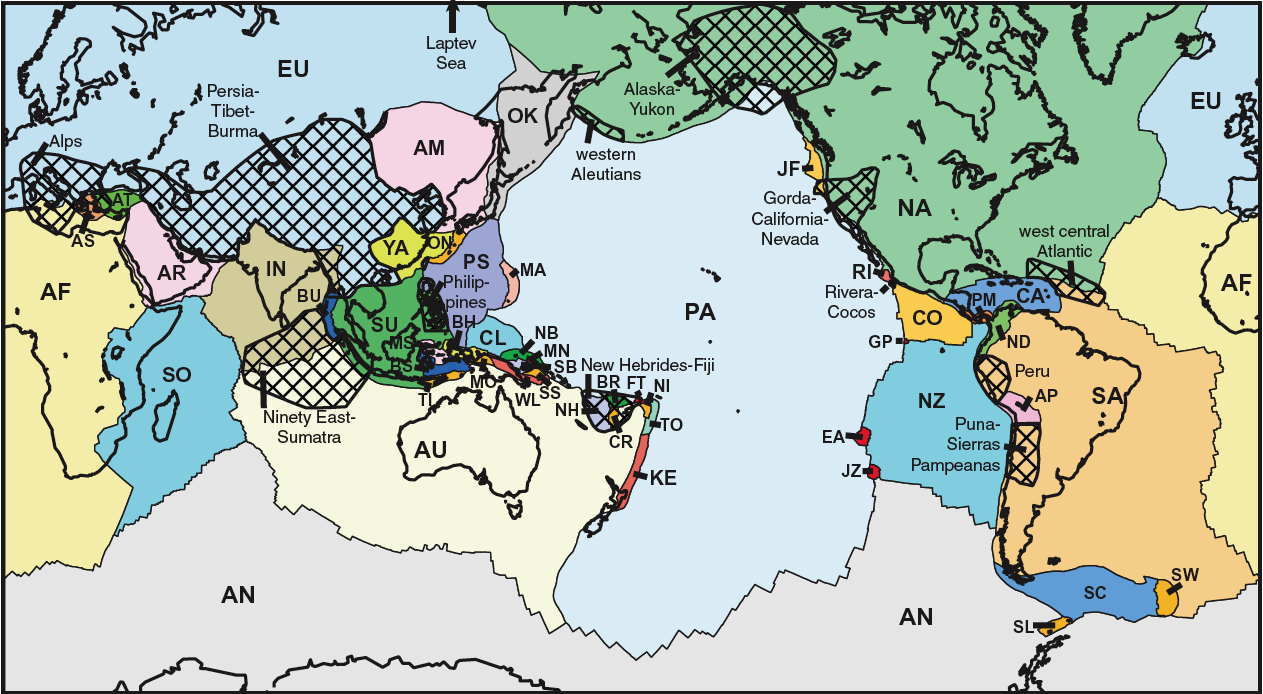 Laptev
Sea
EU
Persia-
Tibet-
Burma
Alaska-
Yukon
OK
EU
Alps
AM
western
Aleutians
JF
AT
Gorda-
California-
Nevada
NA
AS
west central
Atlantic
YA
ON
AR
IN
PS
MA
RI
AF
AF
Philip-
pines
Rivera-
Cocos
BU
PM
CA
PA
SU
BH
CO
CL
NB
GP
ND
MS
MN
BS
SB
New Hebrides-Fiji
Peru
SO
TI
MO
WL
SS
BR
FT
NI
AP
SA
NH
NZ
Ninety East-
Sumatra
CR
TO
Puna-
Sierras
Pampeanas
EA
AU
JZ
KE
AN
SW
SC
AN
SL